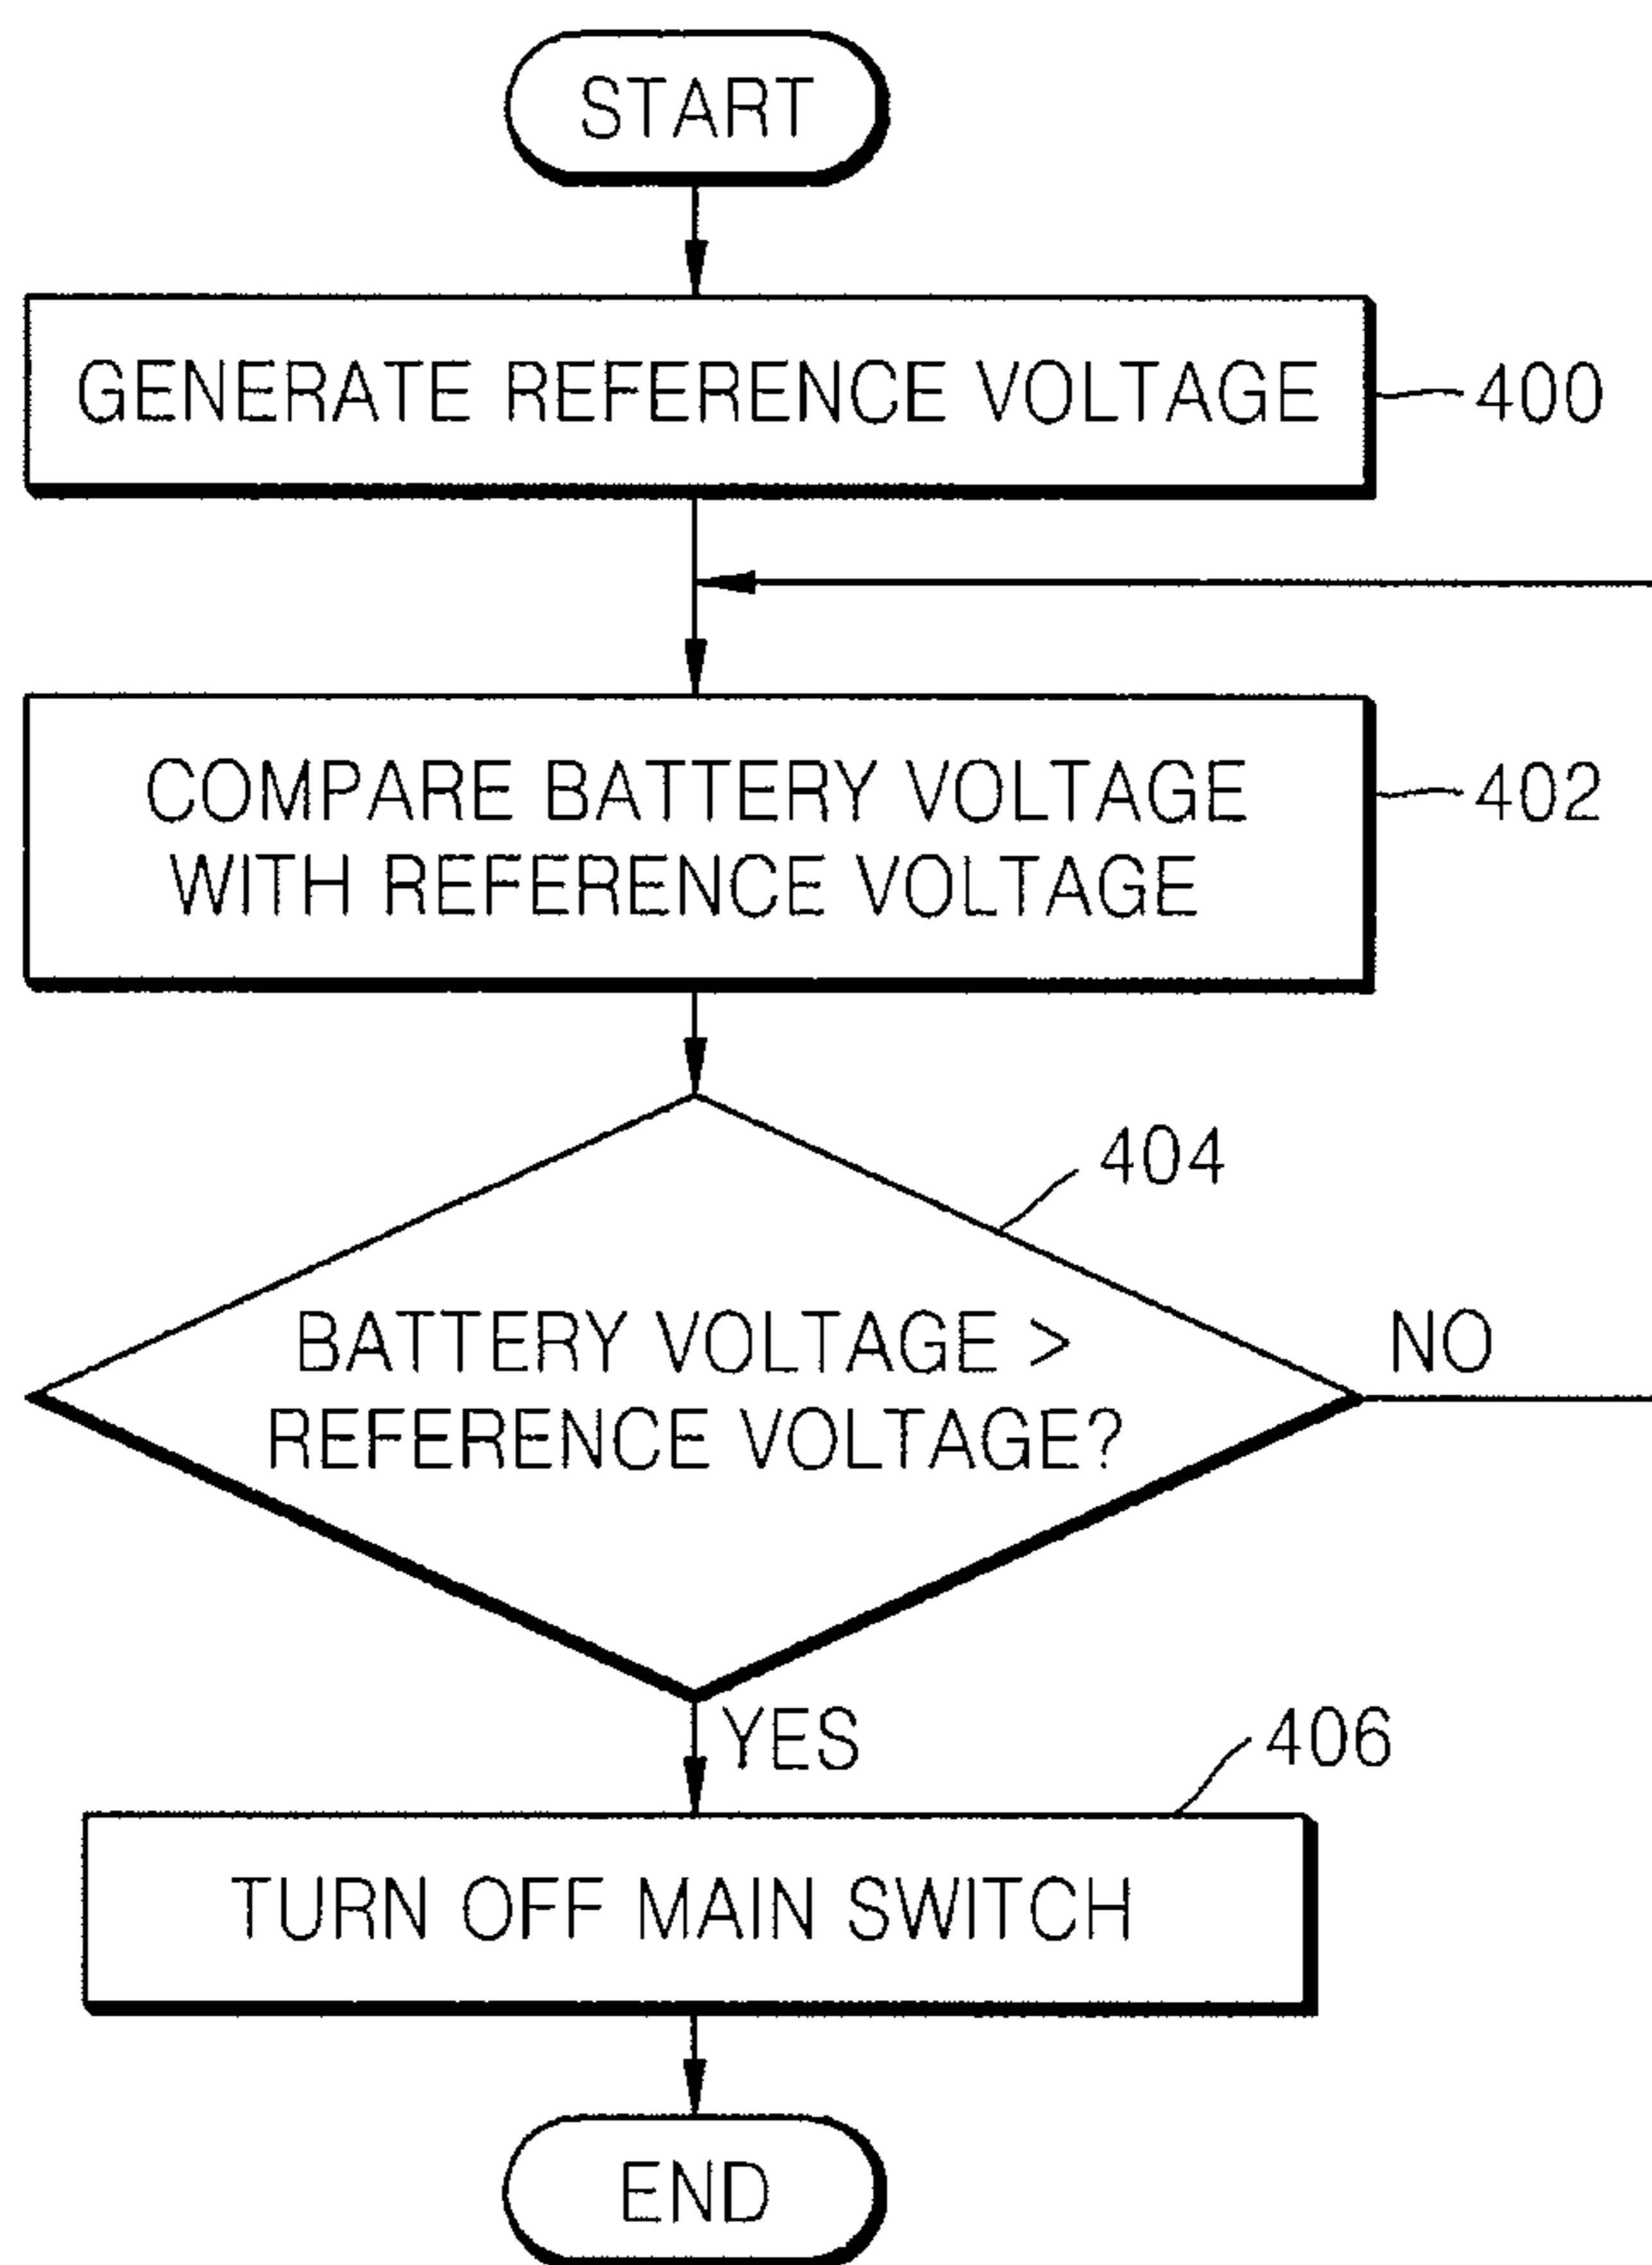 START
GENERATE REFERENCE VOLTAGE
400
COMPARE BATTERY VOLTAGE
WITH REFERENCE VOLTAGE
402
404
BATTERY VOLTAGE >
REFERENCE VOLTAGE?
NO
YES
406
TURN OFF MAIN SWITCH
END